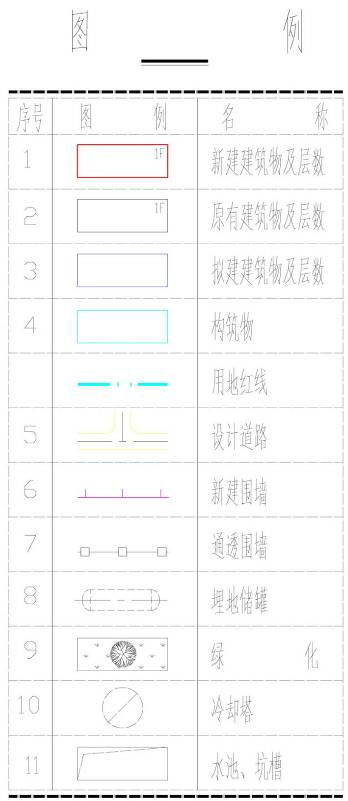 图 例
序号 图 例 名 称
1 1F 新建建筑物及层数
2 1F 原有建筑物及层数
3 拟建建筑物及层数
4 构筑物
用地红线
5 设计道路
6 新建围墙
7 通透围墙
8 埋地储罐
9 绿 化
10 冷却塔
11 水池、坑槽